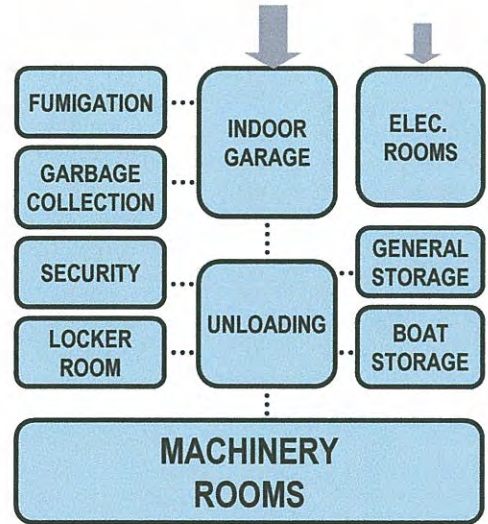 FUMIGATION
INDOOR
GARAGE
ELEC.
ROOMS
GARBAGE
COLLECTION
SECURITY
UNLOADING
GENERAL
STORAGE
LOCKER
ROOM
BOAT
STORAGE
MACHINERY
ROOMS